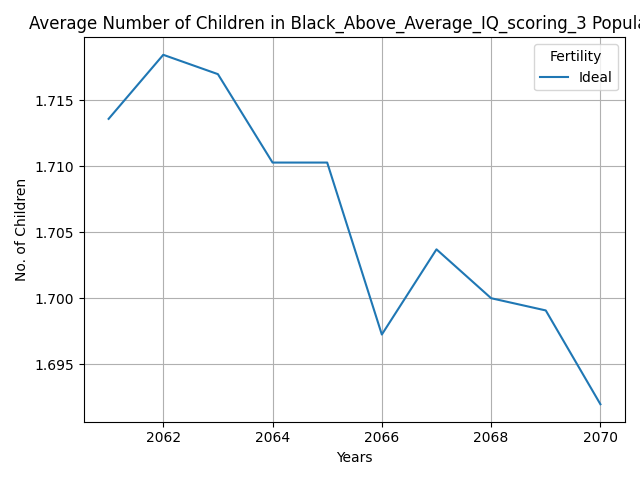 Average Number of Children in Black_Above_Average_IQ_scoring_3
Fertility
Ideal
1.715
1.710
1.705
1.700
1.695
No. of Children
2062 2064 2066 2068 2070
Years